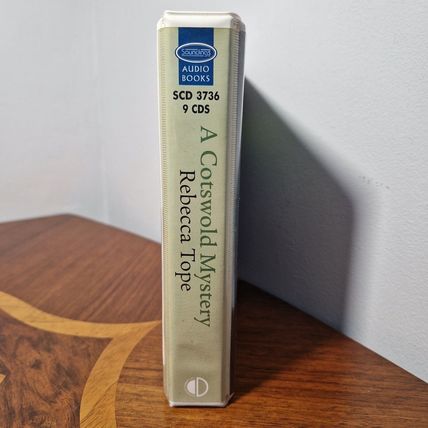 Soundings
AUDIO
BOOKS
SCD 3736
9 CDS
A Cotswold Mystery
Rebecca Tope